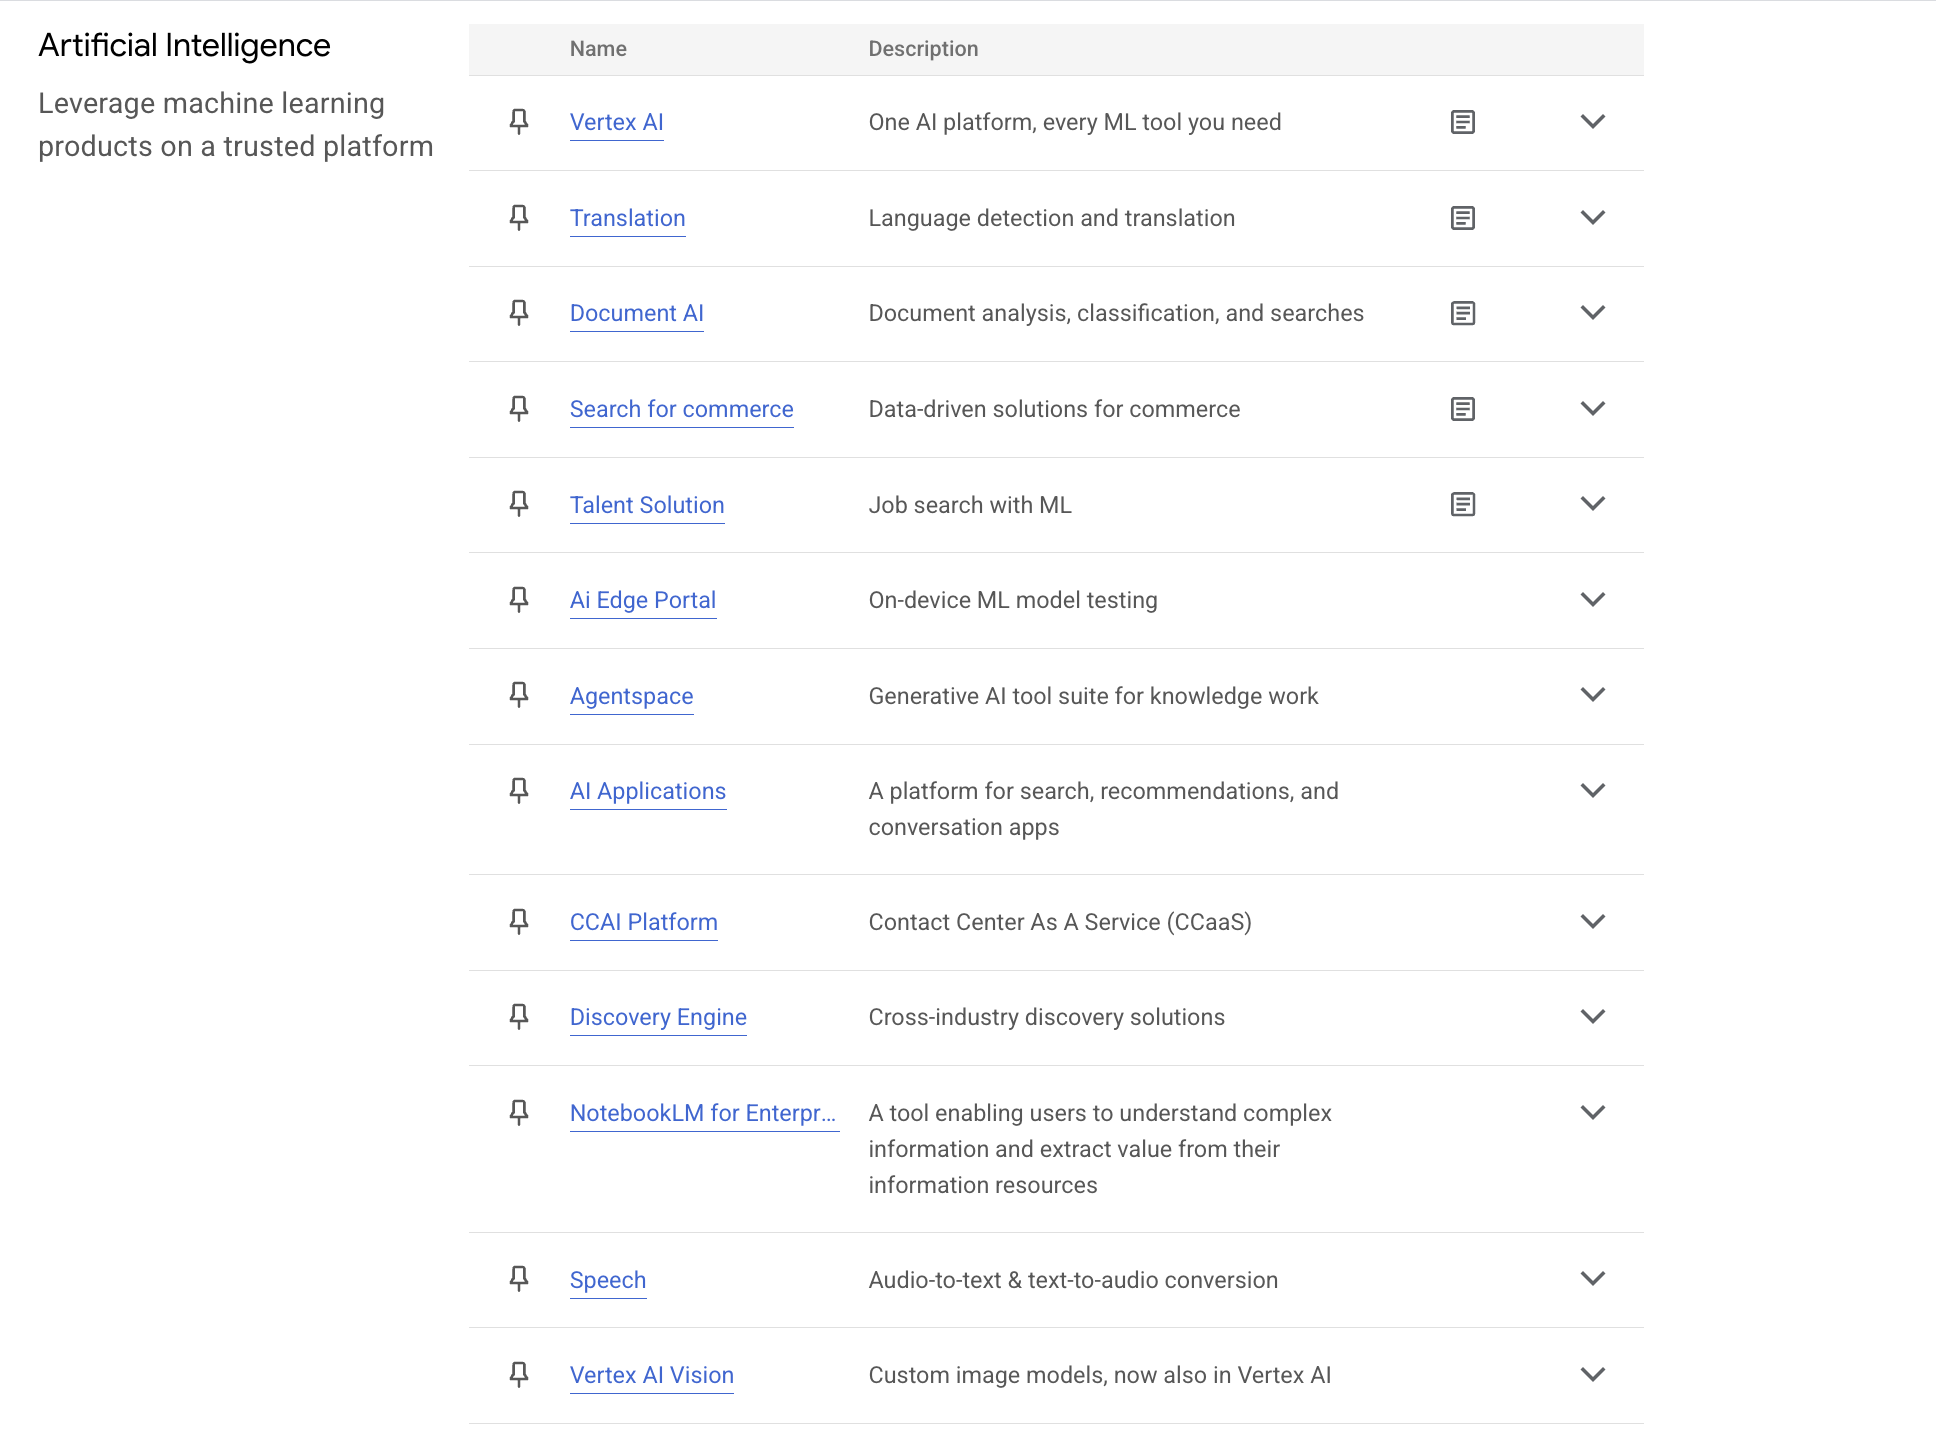 Artificial Intelligence
Leverage machine learning
products on a trusted platform
Name Description
Vertex AI One AI platform, every ML tool you need
Translation Language detection and translation
Document AI Document analysis, classification, and searches
Search for commerce Data-driven solutions for commerce
Talent Solution Job search with ML
Ai Edge Portal On-device ML model testing
Agentspace Generative AI tool suite for knowledge work
AI Applications A platform for search, recommendations, and
conversation apps
CCAI Platform Contact Center As A Service (CCaaS)
Discovery Engine Cross-industry discovery solutions
NotebookLM for Enterpr... A tool enabling users to understand complex
information and extract value from their
information resources
Speech Audio-to-text & text-to-audio conversion
Vertex AI Vision Custom image models, now also in Vertex AI